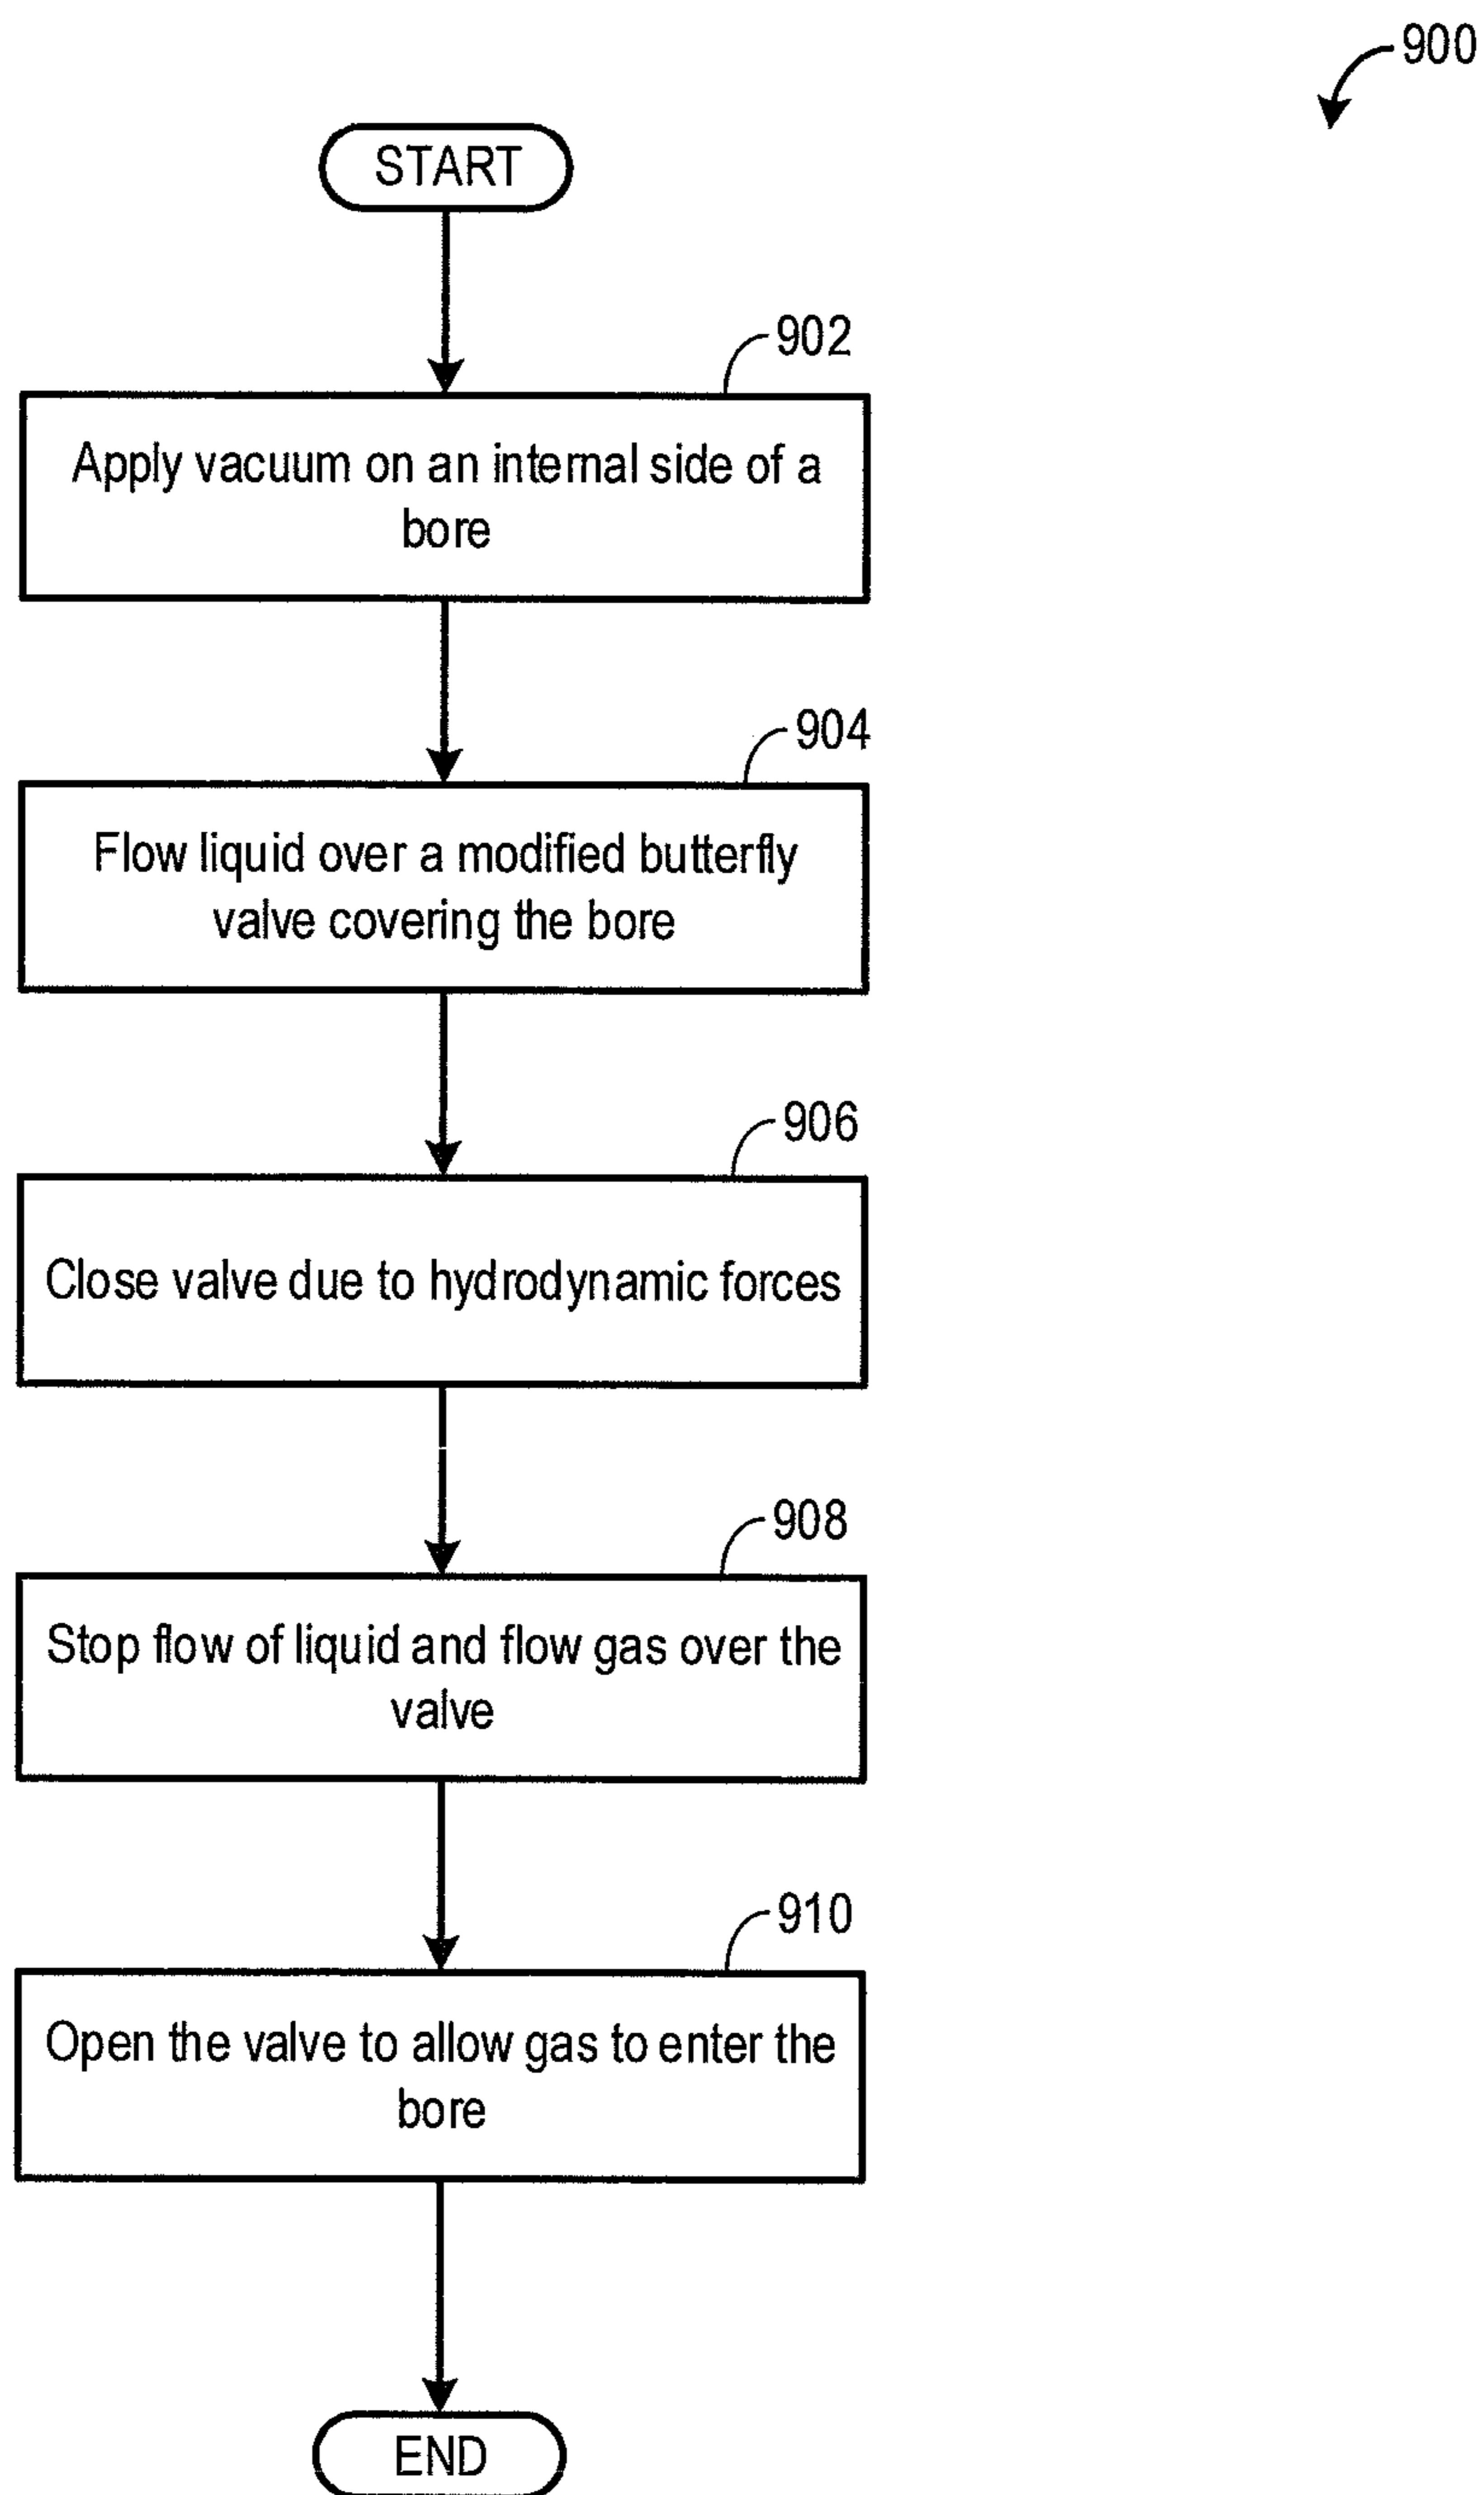 900
START
902
Apply vacuum on an internal side of a
bore
904
Flow liquid over a modified butterfly
valve covering the bore
906
Close valve due to hydrodynamic forces
908
Stop flow of liquid and flow gas over the
valve
910
Open the valve to allow gas to enter the
bore
END